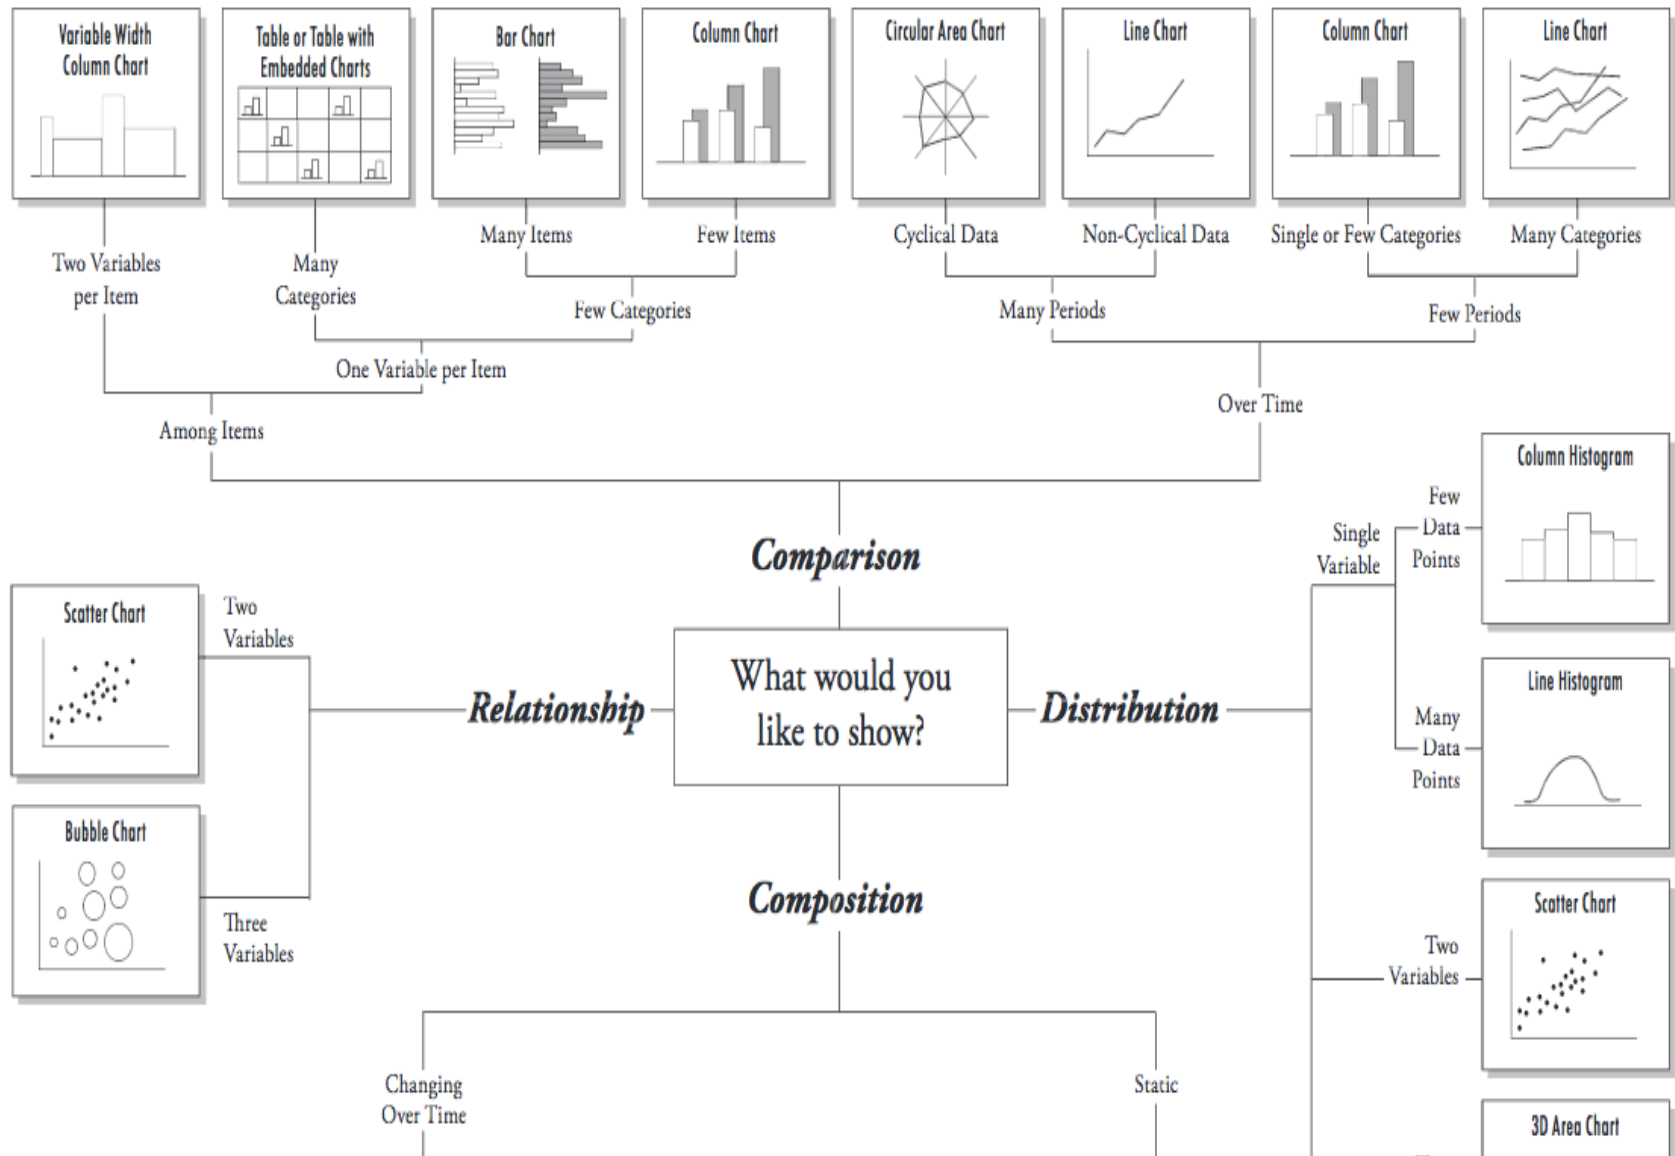 Variable Width
Column Chart
Table or Table with
Embedded Charts
Bar Chart
Column Chart
Circular Area Chart
Line Chart
Column Chart
Line Chart
Many Items
Few Items
Cyclical Data
Non-Cyclical Data
Single or Few Categories
Many Categories
Two Variables
per Item
Many
Categories
Few Categories
Many Periods
Few Periods
One Variable per Item
Over Time
Among Items
Comparison
Single
Variable
Few
Data
Points
Column Histogram
Scatter Chart
Two
Variables
Relationship
What would you
like to show?
Distribution
Many
Data
Points
Line Histogram
Bubble Chart
Three
Variables
Composition
Two
Variables
Scatter Chart
Changing
Over Time
Static
3D Area Chart